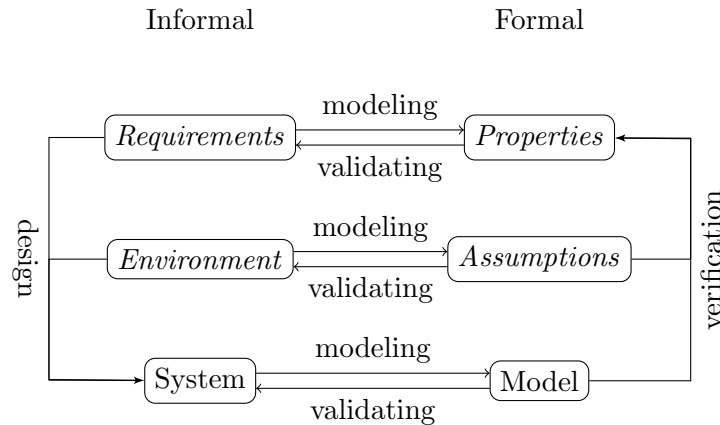 Informal Formal
modeling
Requirements Properties
validating
design
modeling
Environment Assumptions
validating
verification
modeling
System Model
validating